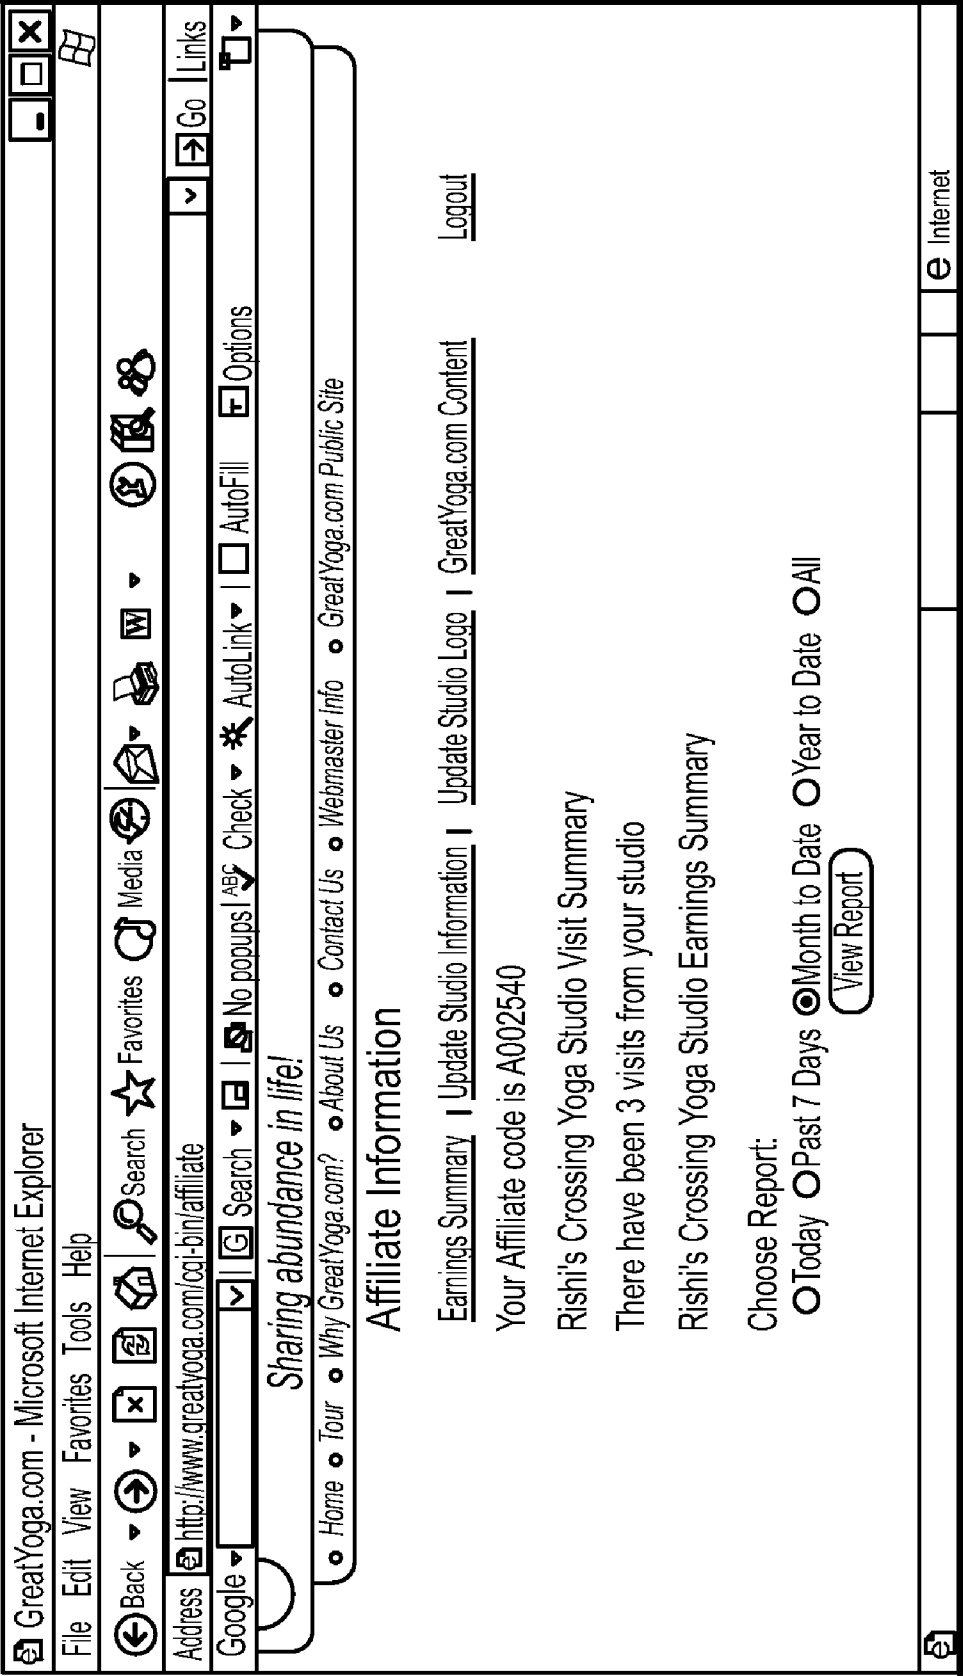 GreatYoga.com - Microsoft Internet Explorer
File Edit View Favorites Tools Help
Back Search Favorites Media W
Address http://www.greatyoga.com/cgi-bin/affiliate Go Links
Google G Search No popups ABC Check AutoLink AutoFill Options
Sharing abundance in life!
Home Tour Why GreatYoga.com? About Us Contact Us Webmaster Info GreatYoga.com Public Site
Affiliate Information
Earnings Summary | Update Studio Information | Update Studio Logo | GreatYoga.com Content Logout
Your Affiliate code is A002540
Rishi's Crossing Yoga Studio Visit Summary
There have been 3 visits from your studio
Rishi's Crossing Yoga Studio Earnings Summary
Choose Report:
Today Past 7 Days Month to Date Year to Date All
View Report
Internet